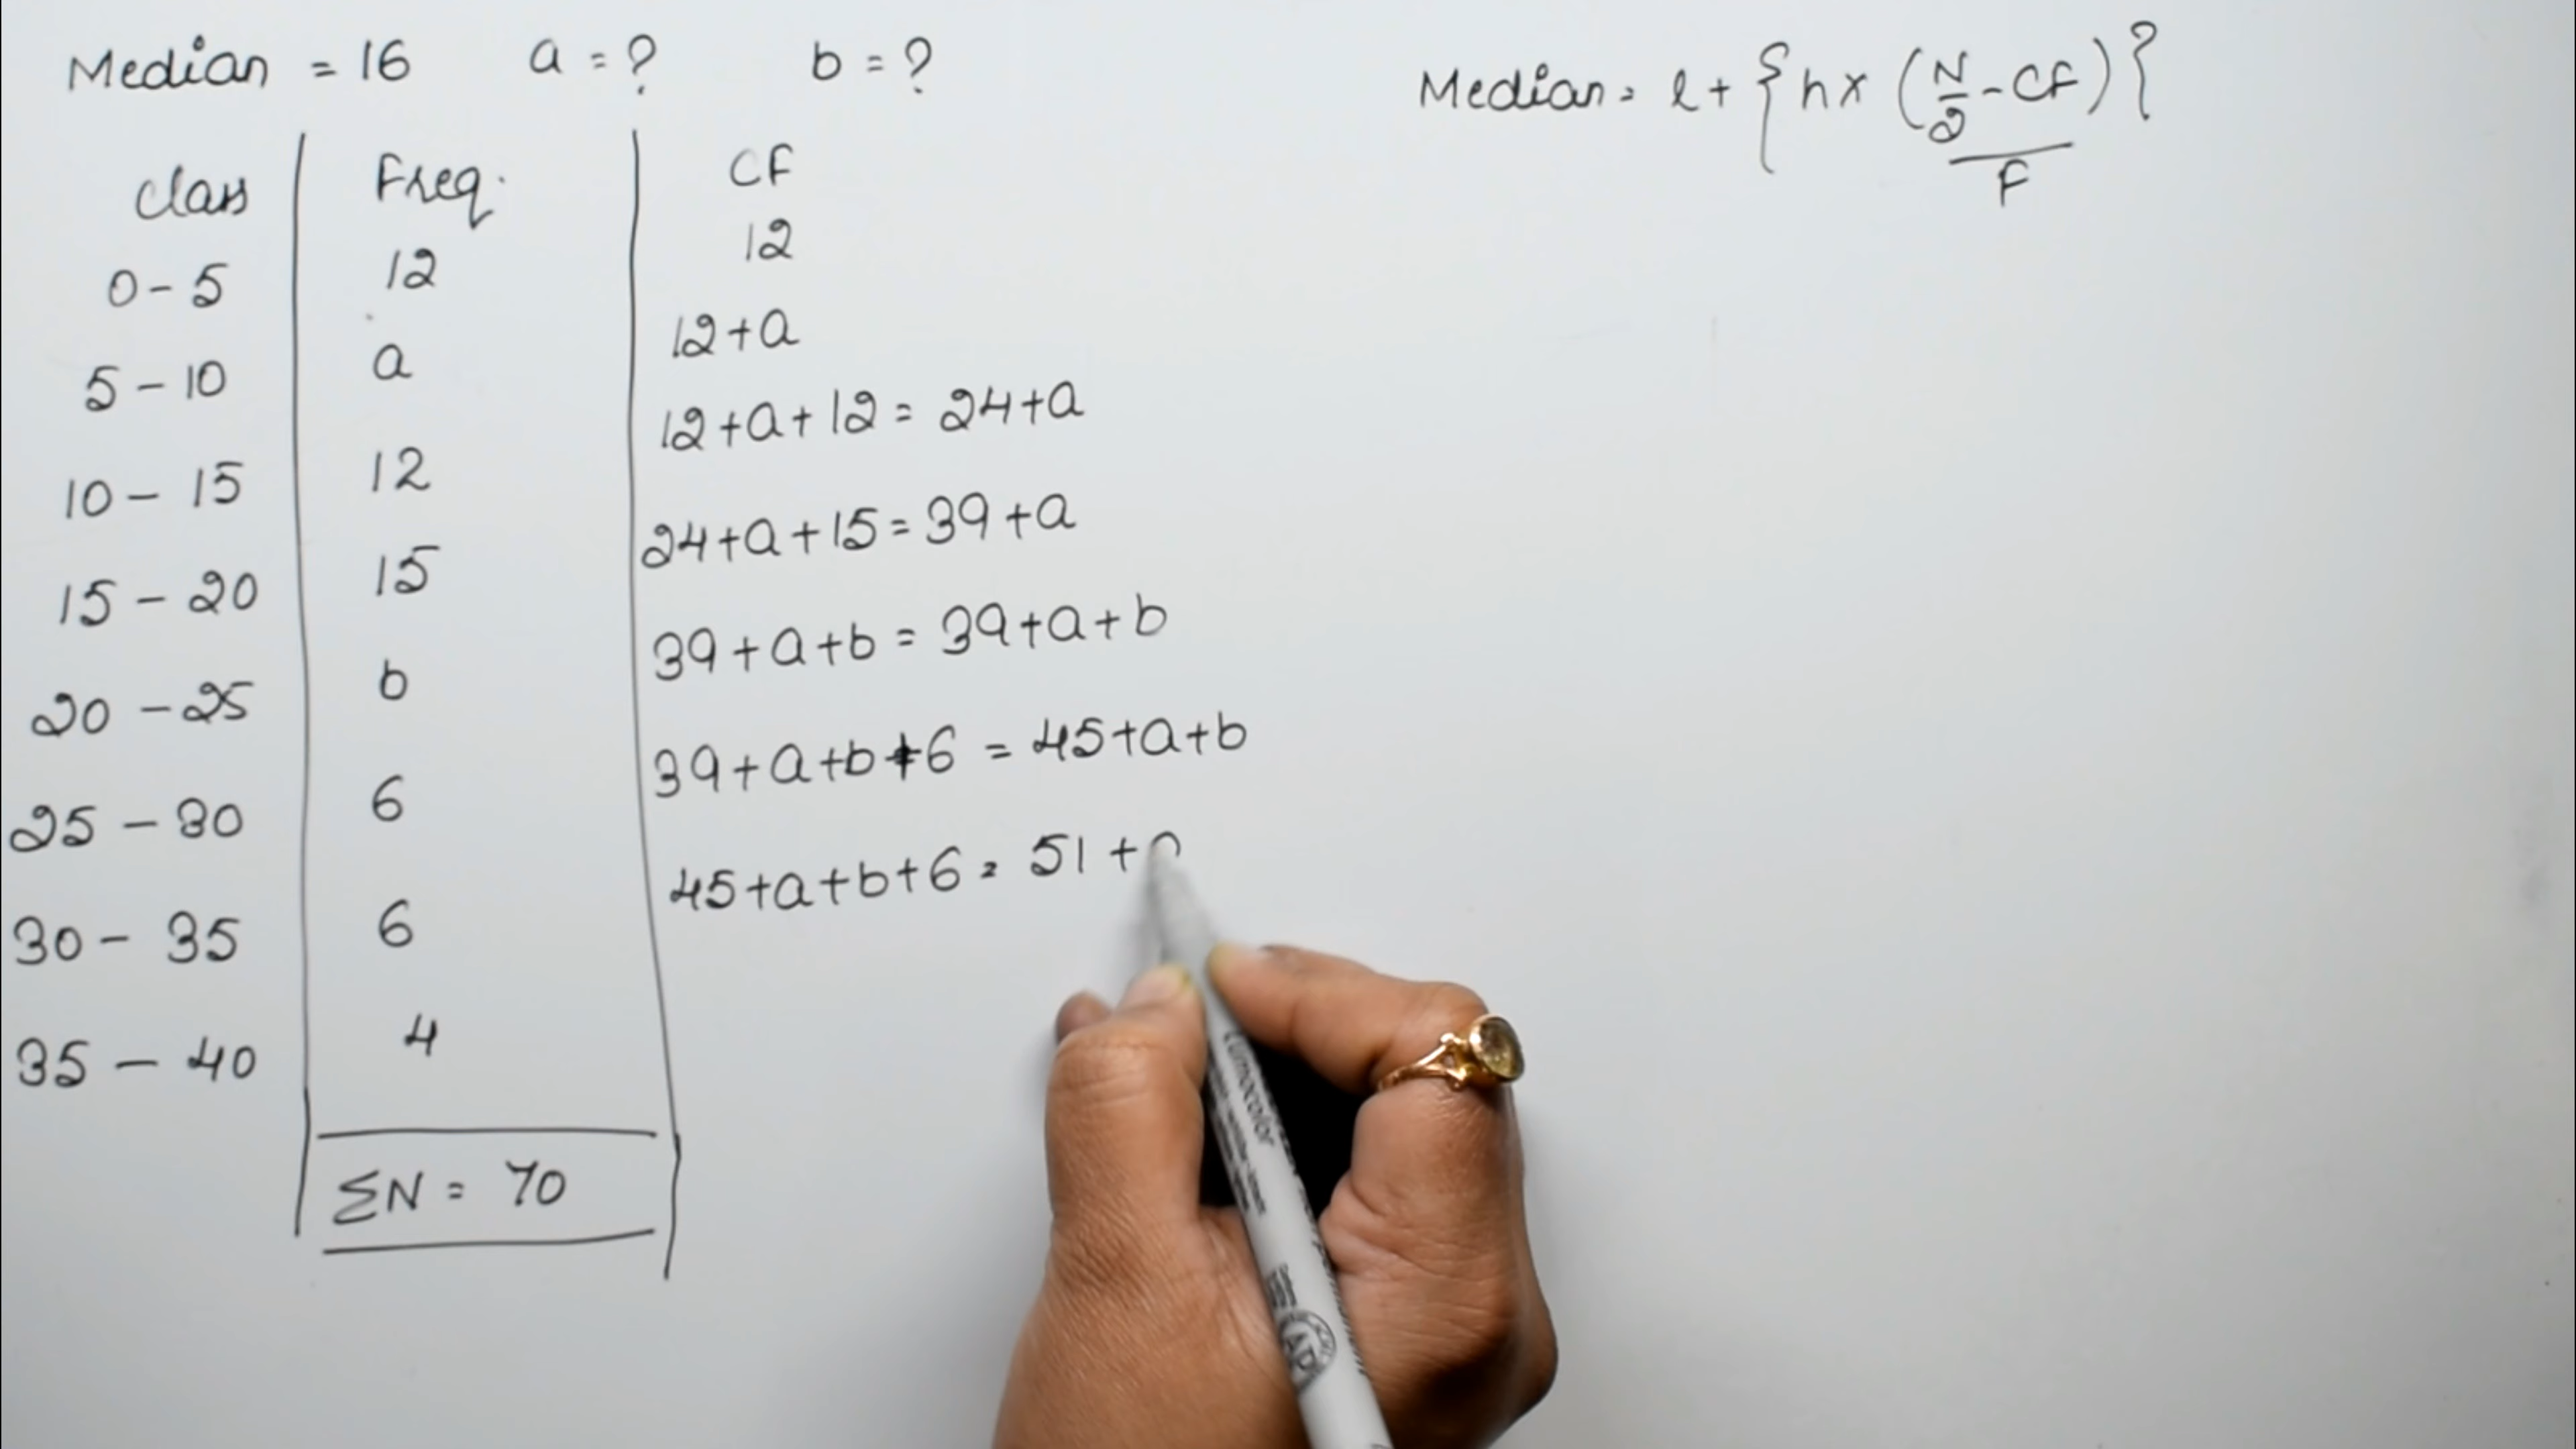 Median = 16 a = ? b = ?
Median = l + { h x (N/2 - CF) / F }
Class Freq. CF
0 - 5 12 12
5 - 10 a 12+a
10 - 15 12 12+a+12 = 24+a
15 - 20 15 24+a+15 = 39+a
20 - 25 b 39+a+b = 39+a+b
25 - 30 6 39+a+b+6 = 45+a+b
30 - 35 6 45+a+b+6 = 51 +
35 - 40 4
ΣN = 70
Lumocolor